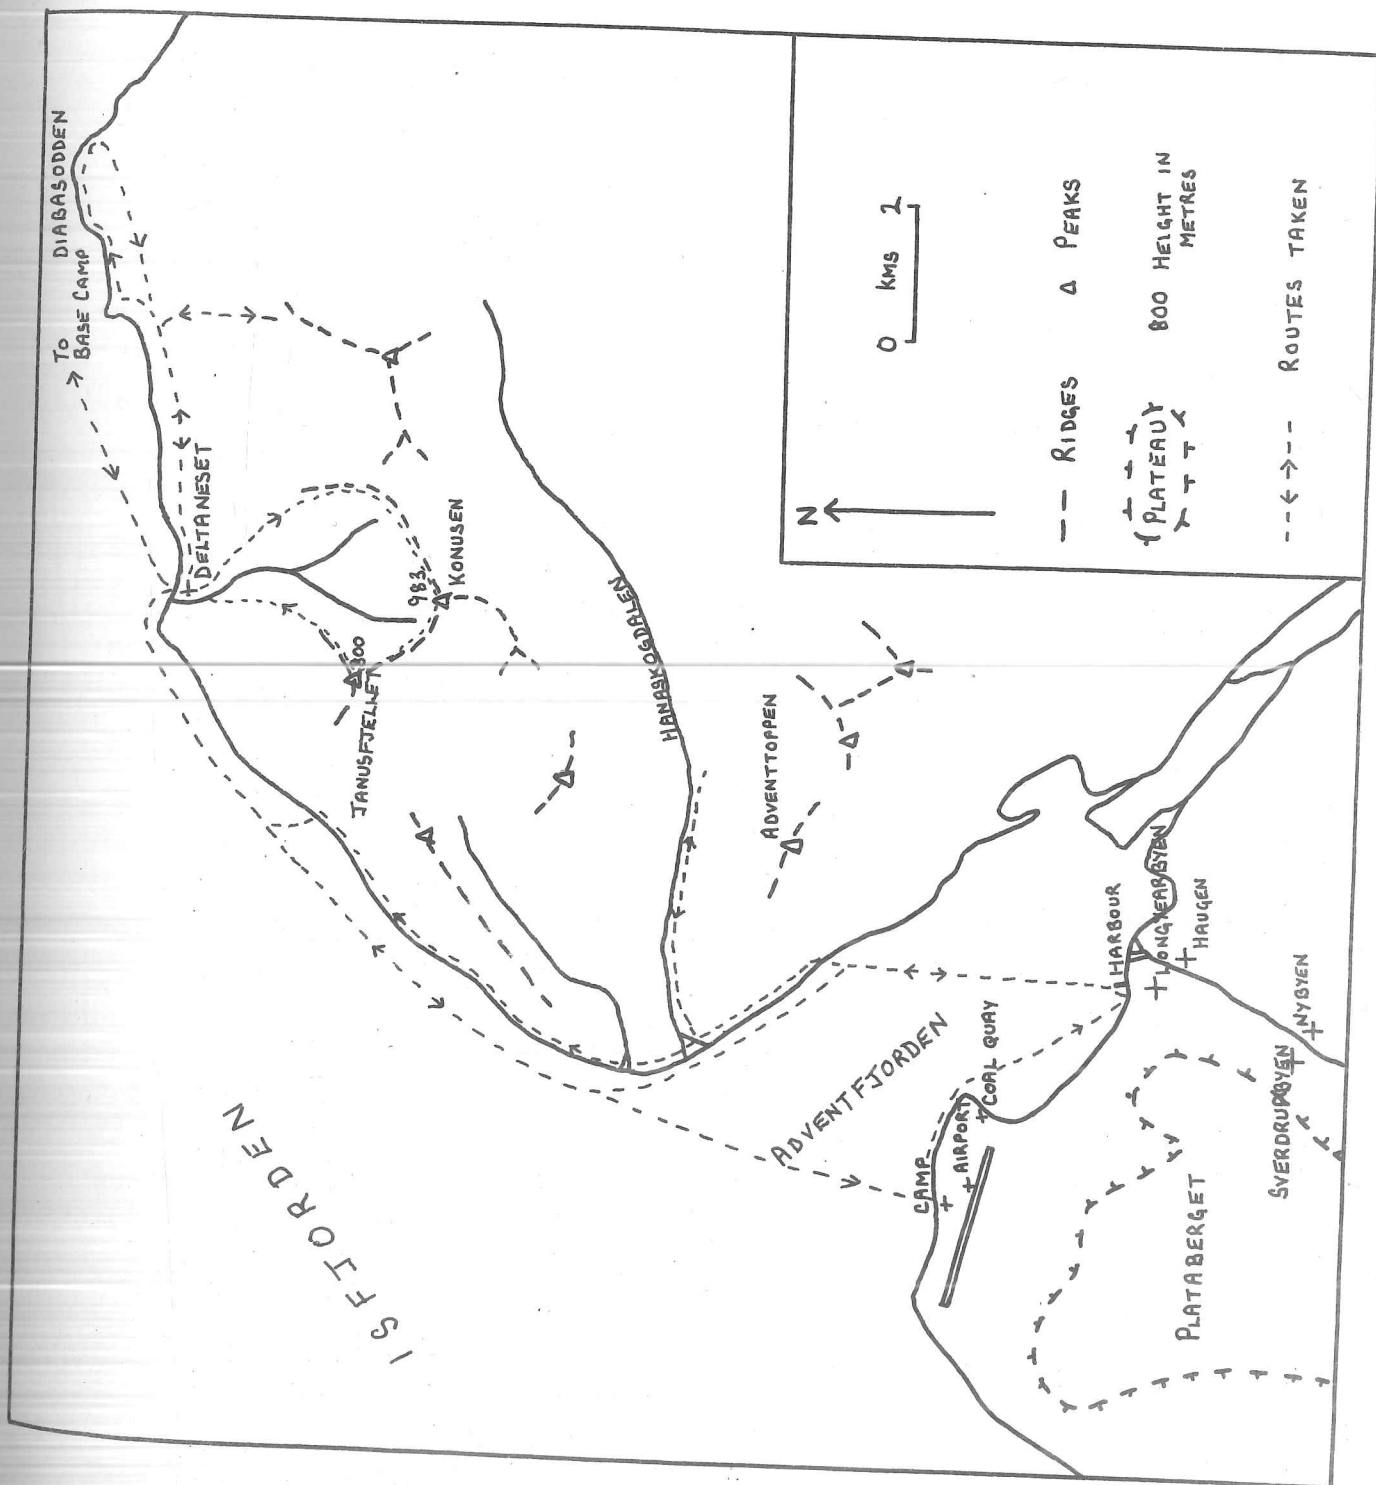 DIABASODDEN
TO
BASE CAMP
DELTANESET
983
KONUSEN
800
JANUSFJELLET
HANASKOGDALEN
ADVENTTOPPEN
ISFJORDEN
ADVENTFJORDEN
CAMP
AIRPORT
COAL QUAY
HARBOUR
LONGYEARBYEN
HAUGEN
NYBYEN
SVERDRUPBYEN
PLATABERGET
N
0 KMS 2
RIDGES
PEAKS
PLATEAU
800 HEIGHT IN
METRES
ROUTES TAKEN